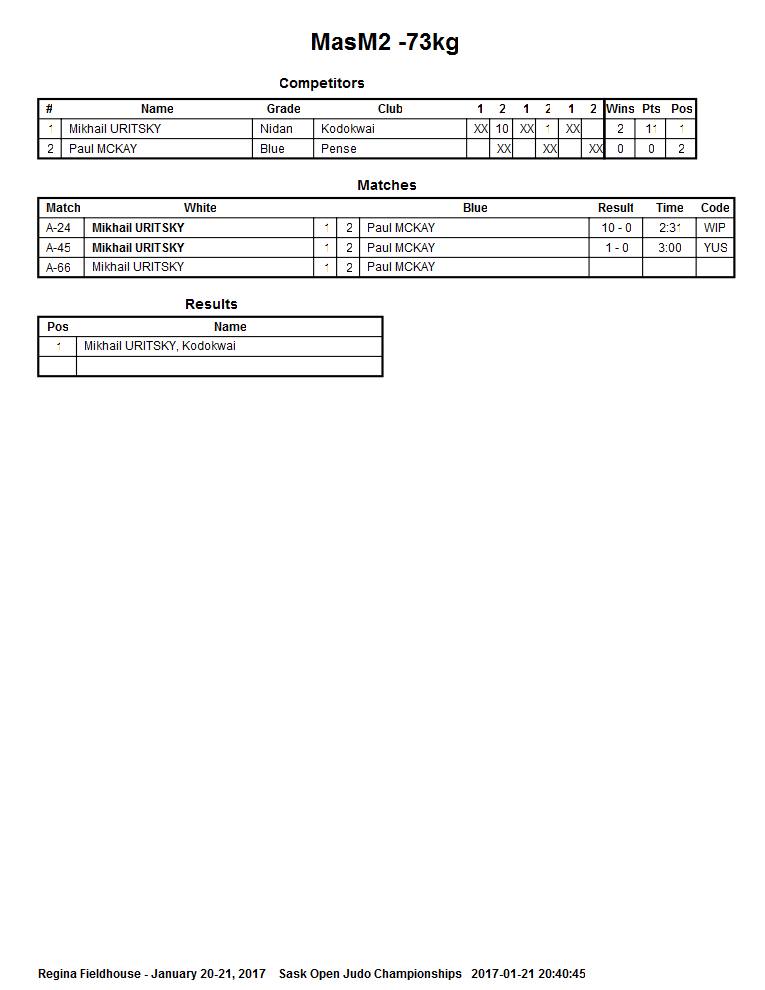 MasM2 -73kg
Competitors
# Name Grade Club 1 2 1 2 1 2 Wins Pts Pos
1 Mikhail URITSKY Nidan Kodokwai XX 10 XX 1 XX 2 11 1
2 Paul MCKAY Blue Pense XX XX XX 0 0 2
Matches
Match White Blue Result Time Code
A-24 Mikhail URITSKY 1 2 Paul MCKAY 10 - 0 2:31 WIP
A-45 Mikhail URITSKY 1 2 Paul MCKAY 1 - 0 3:00 YUS
A-66 Mikhail URITSKY 1 2 Paul MCKAY
Results
Pos Name
1 Mikhail URITSKY, Kodokwai
Regina Fieldhouse - January 20-21, 2017 Sask Open Judo Championships 2017-01-21 20:40:45